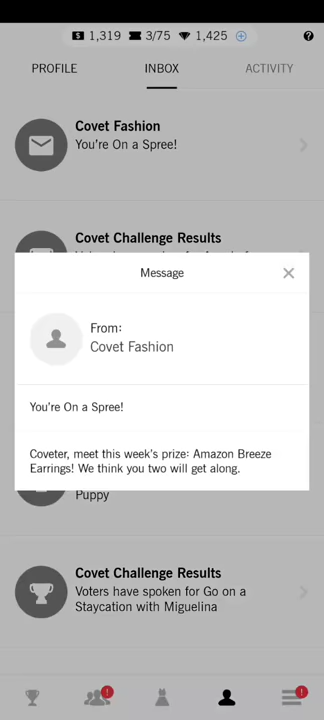 1,319 3/75 1,425
PROFILE INBOX ACTIVITY
Covet Fashion
You're On a Spree!
Covet Challenge Results
Message
From:
Covet Fashion
You're On a Spree!
Coveter, meet this week's prize: Amazon Breeze
Earrings! We think you two will get along.
Puppy
Covet Challenge Results
Voters have spoken for Go on a
Staycation with Miguelina